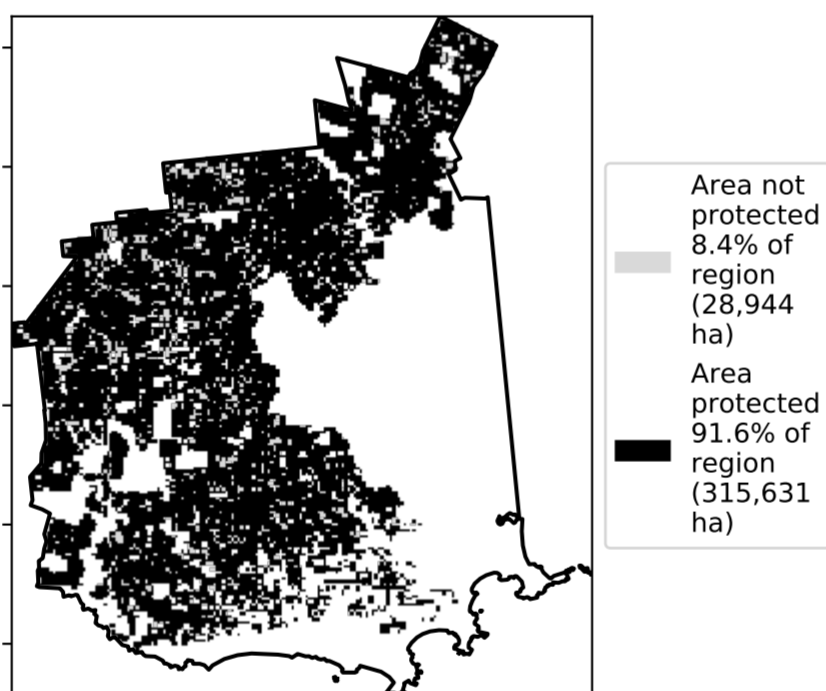 Area not
protected
8.4% of
region
(28,944
ha)
Area
protected
91.6% of
region
(315,631
ha)